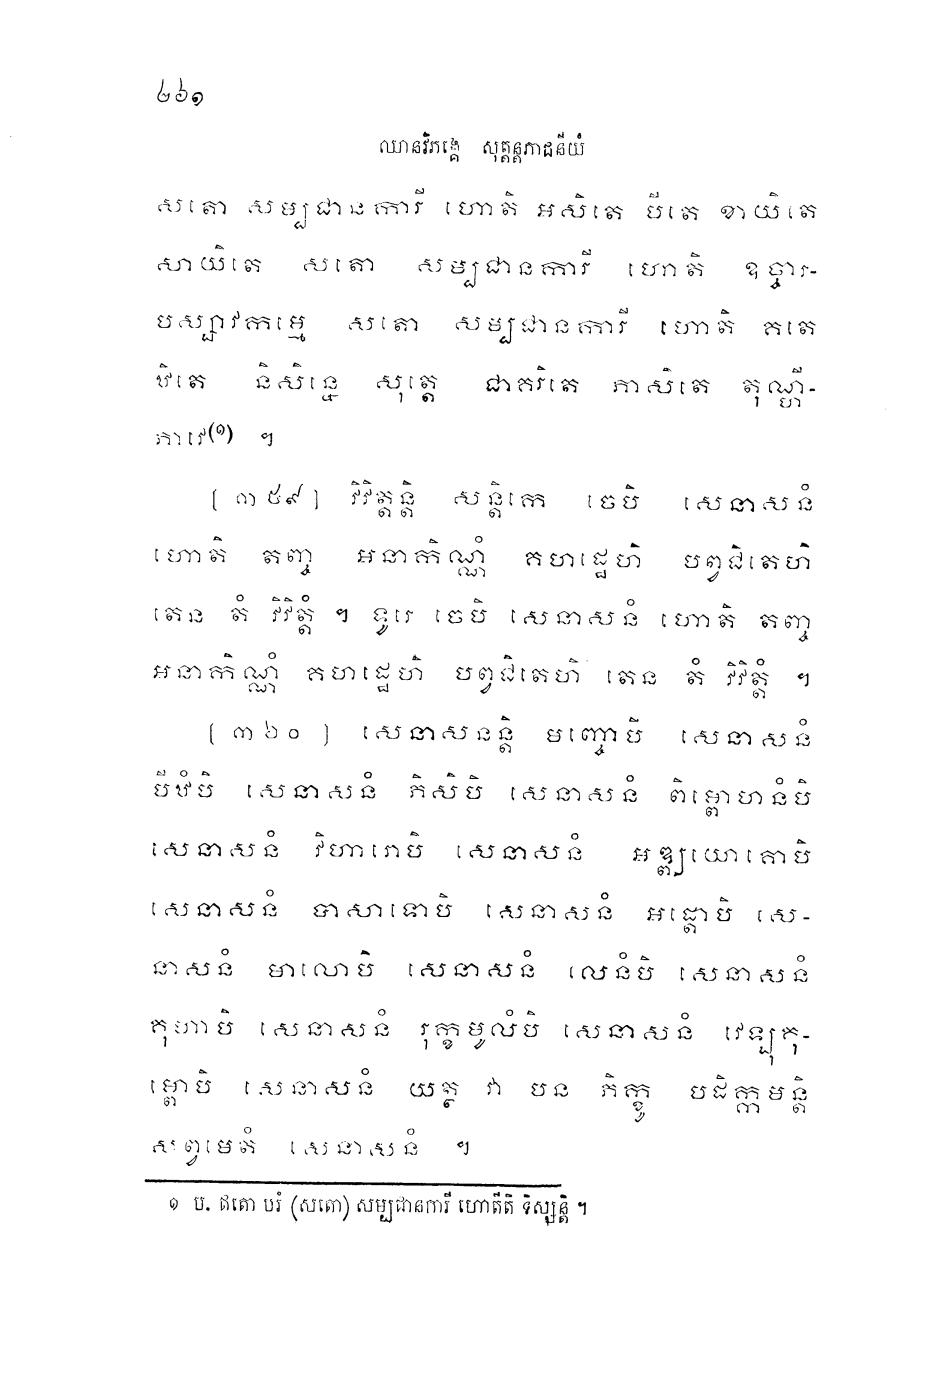 ៤៦១
ឈានវិភង្គេ សុត្តន្តភាជនីយំ
សតោ សម្បជានការី ហោតិ អសិតេ បីតេ ខាយិតេ
សាយិតេ សតោ សម្បជានការី ហោតិ ឧច្ចារ-
បស្សាវកម្មេ សតោ សម្បជានការី ហោតិ គតេ
ឋិតេ និសិន្នេ សុត្តេ ជាគរិតេ ភាសិតេ តុណ្ហី-
ភាវេ(១) ។
[ ៣៥៩ ] វិវិត្តន្តិ សន្តិកេ ចេបិ សេនាសនំ
ហោតិ តញ្ច អនាកិណ្ណំ គហដ្ឋេហិ បព្វជិតេហិ
តេន តំ វិវិត្តំ ។ ទូរេ ចេបិ សេនាសនំ ហោតិ តញ្ច
អនាកិណ្ណំ គហដ្ឋេហិ បព្វជិតេហិ តេន តំ វិវិត្តំ ។
[ ៣៦០ ] សេនាសនន្តិ មញ្ចោបិ សេនាសនំ
បីឋំបិ សេនាសនំ ភិសិបិ សេនាសនំ ពិម្ពោហនំបិ
សេនាសនំ វិហារោបិ សេនាសនំ អឌ្ឍយោគោបិ
សេនាសនំ បាសាទោបិ សេនាសនំ អដ្ដោបិ សេ-
នាសនំ មាលោបិ សេនាសនំ លេនំបិ សេនាសនំ
គុហាបិ សេនាសនំ រុក្ខមូលំបិ សេនាសនំ វេឡុគុ-
ម្ពោបិ សេនាសនំ យត្ថ វា បន ភិក្ខូ បដិក្កមន្តិ
សព្វមេតំ សេនាសនំ ។
១ ប. ឥតោ បរំ (សតោ) សម្បជានការី ហោតីតិ ទិស្សន្តិ ។